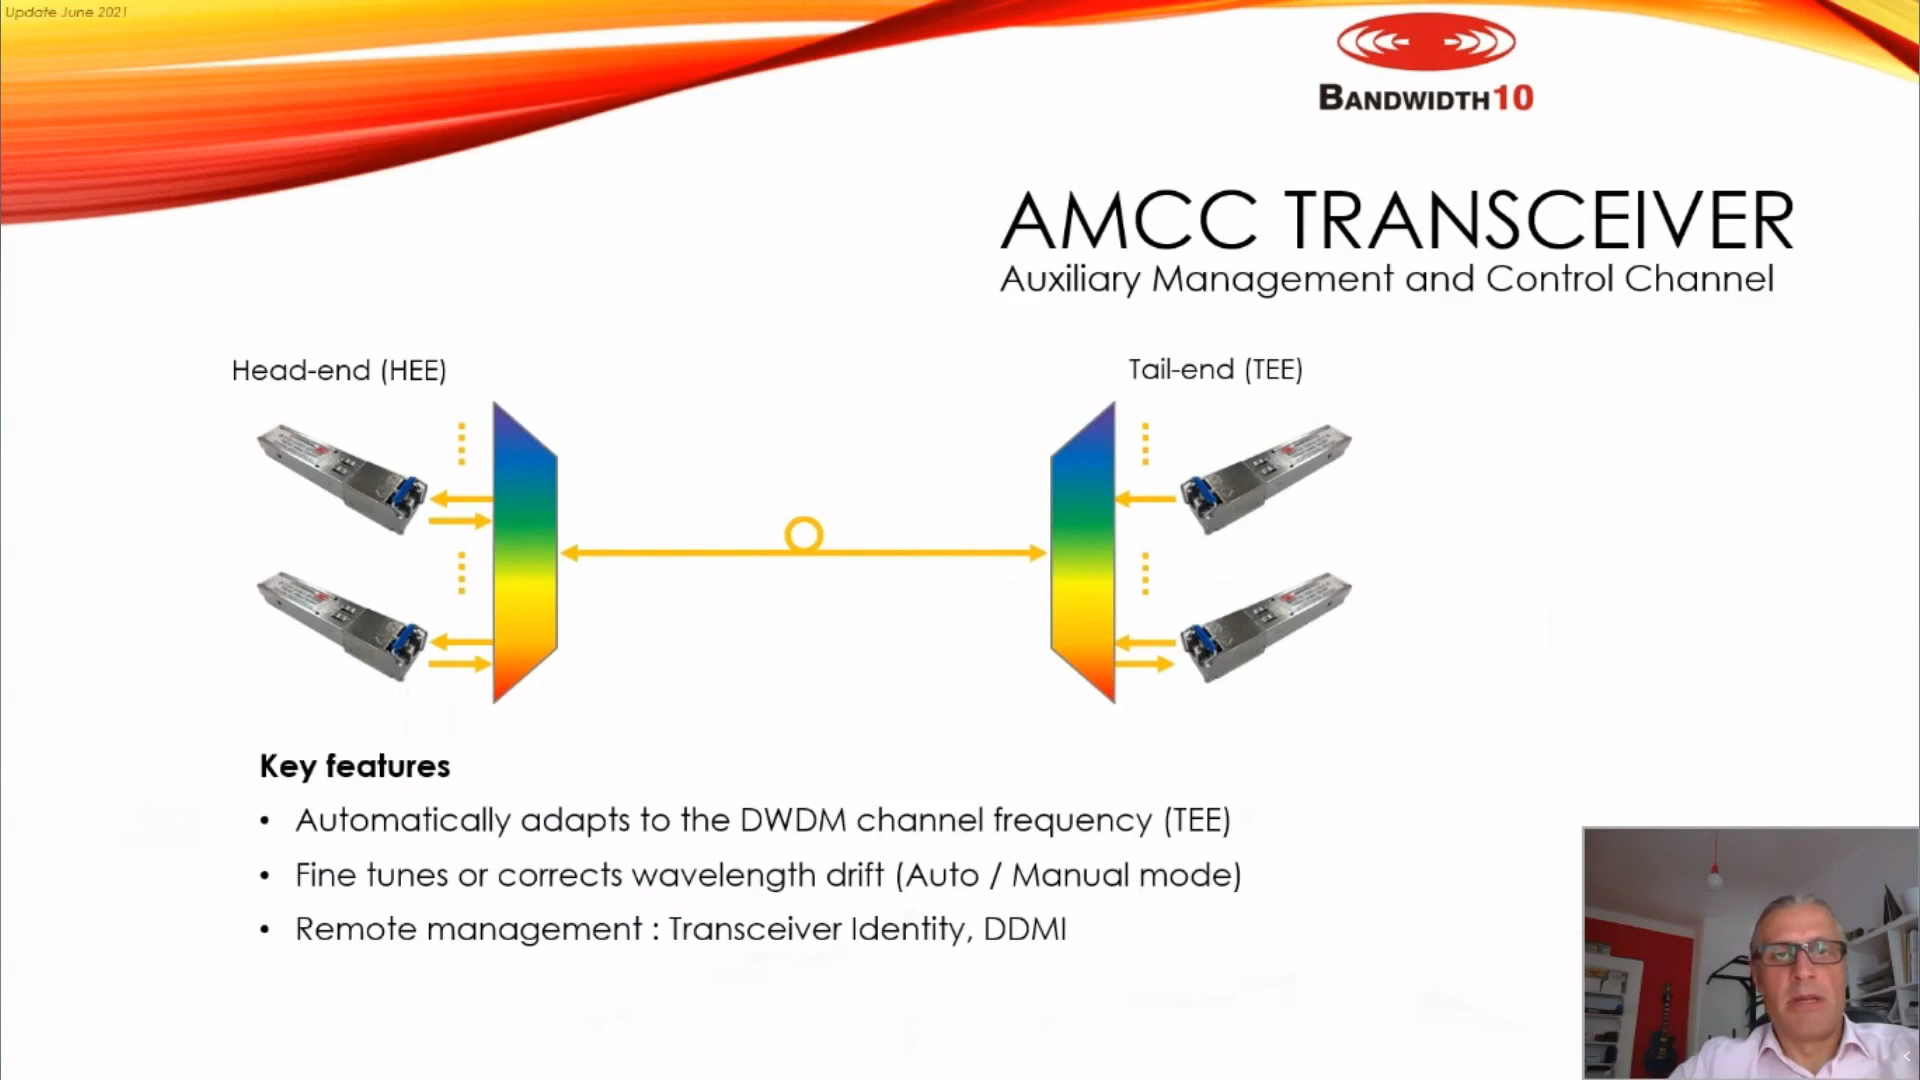 Update June 2021
BANDWIDTH10
AMCC TRANSCEIVER
Auxiliary Management and Control Channel
Head-end (HEE)
Tail-end (TEE)
Key features
• Automatically adapts to the DWDM channel frequency (TEE)
• Fine tunes or corrects wavelength drift (Auto / Manual mode)
• Remote management : Transceiver Identity, DDMI